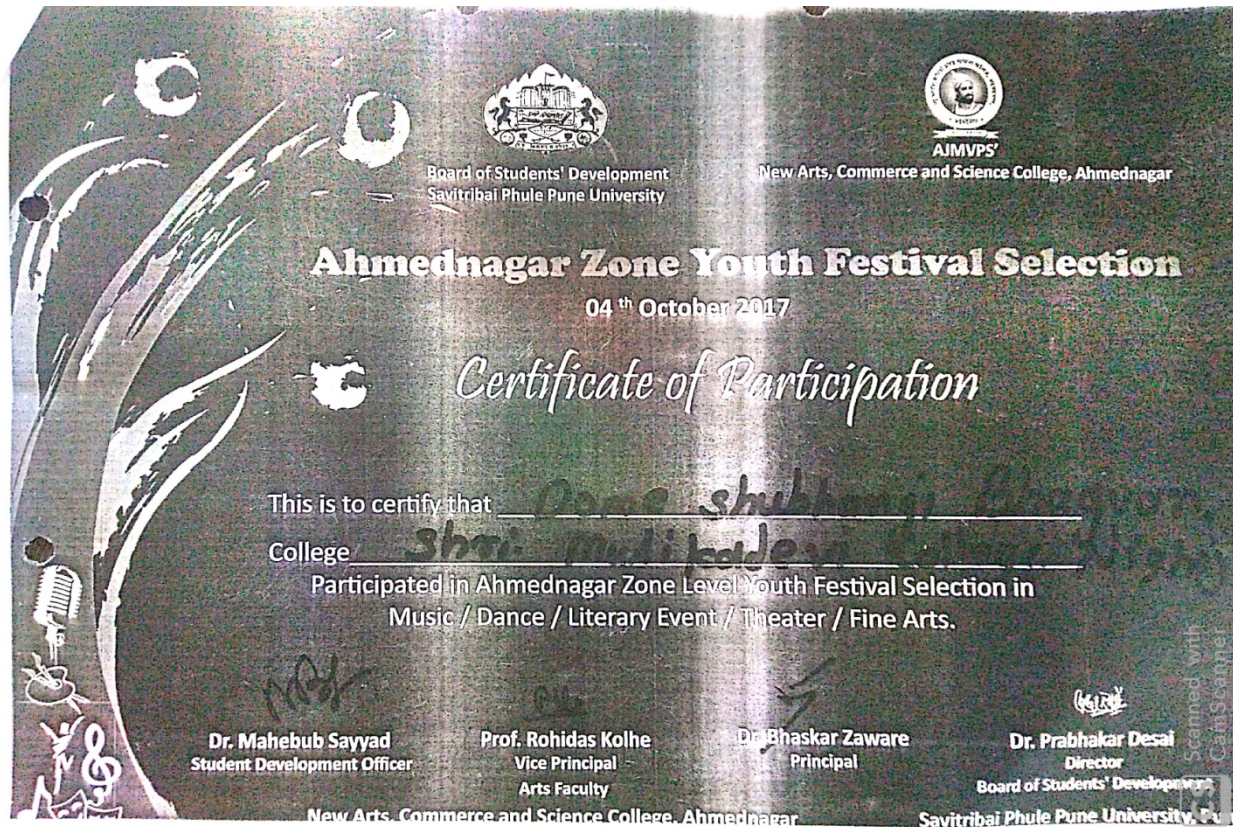 Board of Students' Development
Savitribai Phule Pune University
AJMVPS'
New Arts, Commerce and Science College, Ahmednagar
Ahmednagar Zone Youth Festival Selection
04 th October 2017
Certificate of Participation
This is to certify that
College Shri
Participated in Ahmednagar Zone Level Youth Festival Selection in
Music / Dance / Literary Event / Theater / Fine Arts.
Dr. Mahebub Sayyad
Student Development Officer
Prof. Rohidas Kolhe
Vice Principal
Arts Faculty
Dr. Bhaskar Zaware
Principal
Dr. Prabhakar Desai
Director
Board of Students' Development
New Arts, Commerce and Science College, Ahmednagar
Savitribai Phule Pune University,
Scanned with
CamScanner